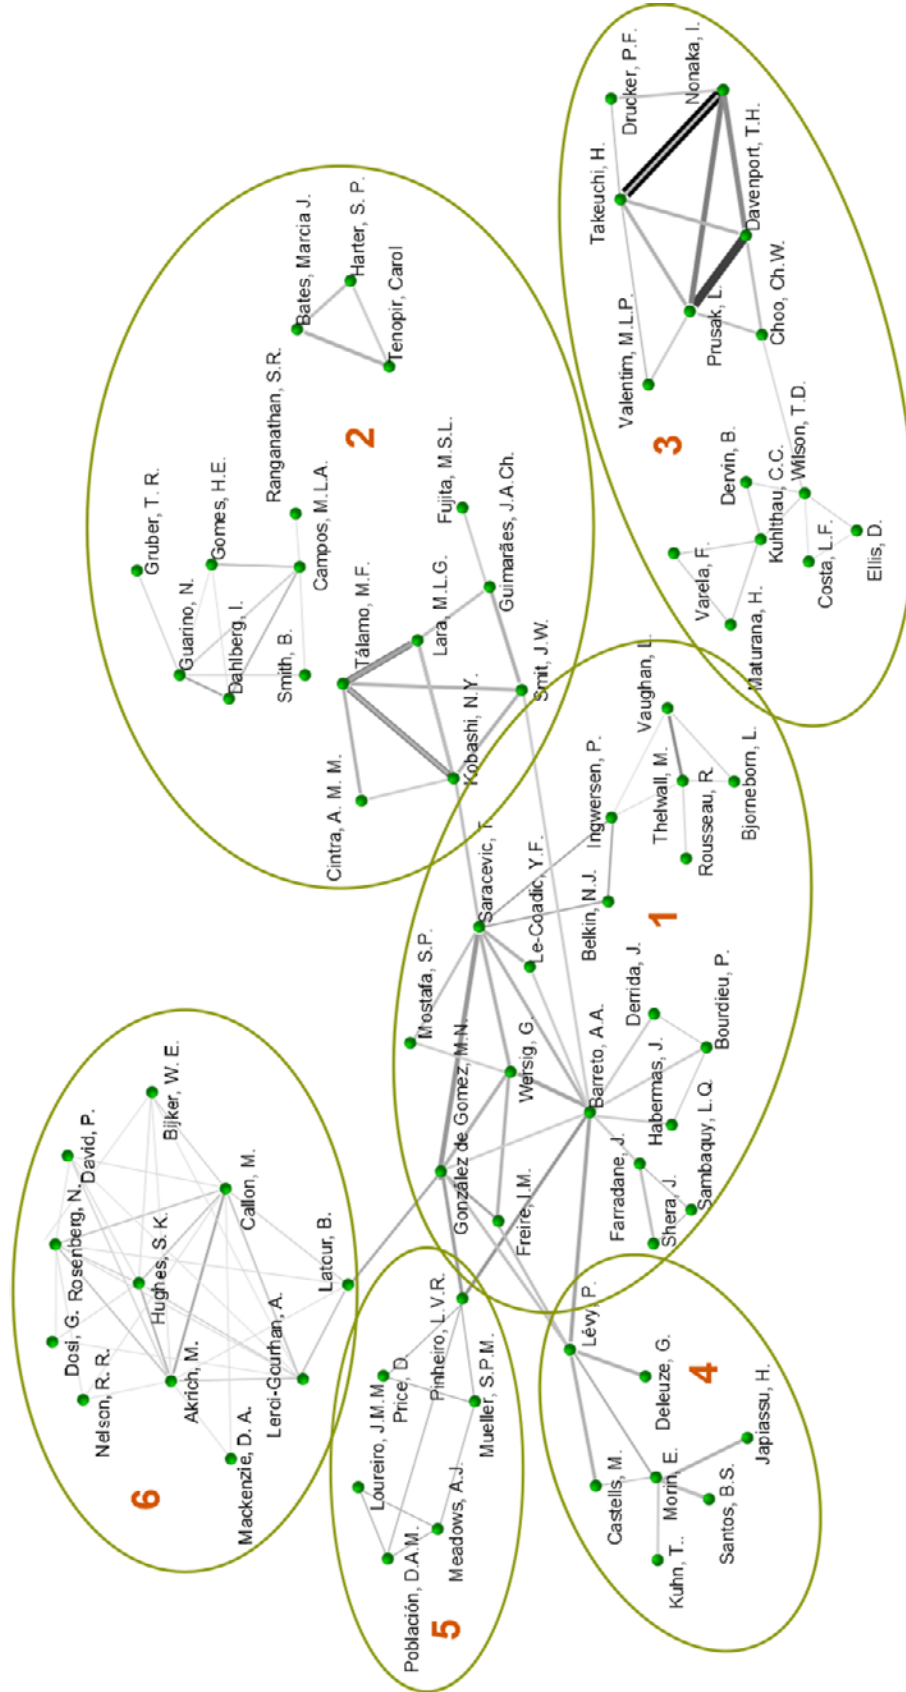 6
Nelson, R. R.
Dosi, G.
Rosenberg, N.
David, P.
Bijker, W. E.
Hughes, S. K.
Akrich, M.
Callon, M.
Mackenzie, D. A.
Leroi-Gourhan, A.
Latour, B.
5
Loureiro, J.M.M
Price, D.
Población, D.A.M.
Pinheiro, L.V.R.
Meadows, A.J.
Mueller, S.P.M.
4
Lévy, P.
Castells, M.
Deleuze, G.
Morin, E.
Kuhn, T..
Santos, B.S.
Japiassu, H.
1
Mostafa, S.P.
González de Gomez, M.N.
Saracevic, T.
Wersig, G.
Le-Coadic, Y.F.
Freire, J.M.
Barreto, A.A.
Belkin, N.J.
Ingwersen, P.
Farradane, J.
Habermas, J.
Derrida, J.
Shera, J.
Sambaquy, L.Q.
Bourdieu, P.
Vaughan, L.
Thelwall, M.
Rousseau, R.
Bjorneborn, L.
2
Gruber, T. R.
Guarino, N.
Gomes, H.E.
Dahlberg, I.
Ranganathan, S.R.
Smith, B.
Campos, M.L.A.
Bates, Marcia J.
Harter, S. P.
Tenopir, Carol
Cintra, A. M. M.
Tálamo, M.F.
Lara, M.L.G.
Fujita, M.S.L.
Kobashi, N.Y.
Guimarães, J.A.Ch.
Smit, J.W.
3
Takeuchi, H.
Drucker, P.F.
Nonaka, I.
Valentim, M.L.P.
Prusak, L.
Davenport, T.H.
Choo, Ch.W.
Varela, F.
Dervin, B.
Maturana, H.
Kuhlthau, C.C.
Wilson, T.D.
Costa, L.F.
Ellis, D.